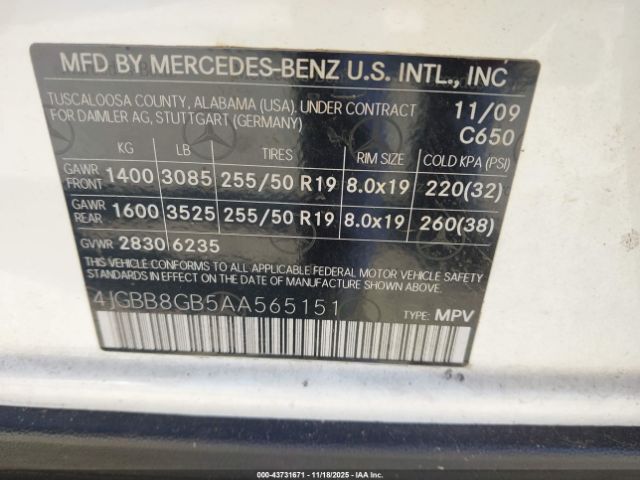 MFD BY MERCEDES-BENZ U.S. INTL., INC
TUSCALOOSA COUNTY, ALABAMA (USA), UNDER CONTRACT 11/09
FOR DAIMLER AG, STUTTGART (GERMANY) C650
KG LB TIRES RIM SIZE COLD KPA (PSI)
GAWR FRONT 1400 3085 255/50 R19 8.0x19 220(32)
GAWR REAR 1600 3525 255/50 R19 8.0x19 260(38)
GVWR 2830 6235
THIS VEHICLE CONFORMS TO ALL APPLICABLE FEDERAL MOTOR VEHICLE SAFETY
STANDARDS IN EFFECT ON THE DATE OF MANUFACTURE SHOWN ABOVE.
4JGBB8GB5AA565151
TYPE: MPV
000-43731671 - 11/18/2025 - IAA Inc.